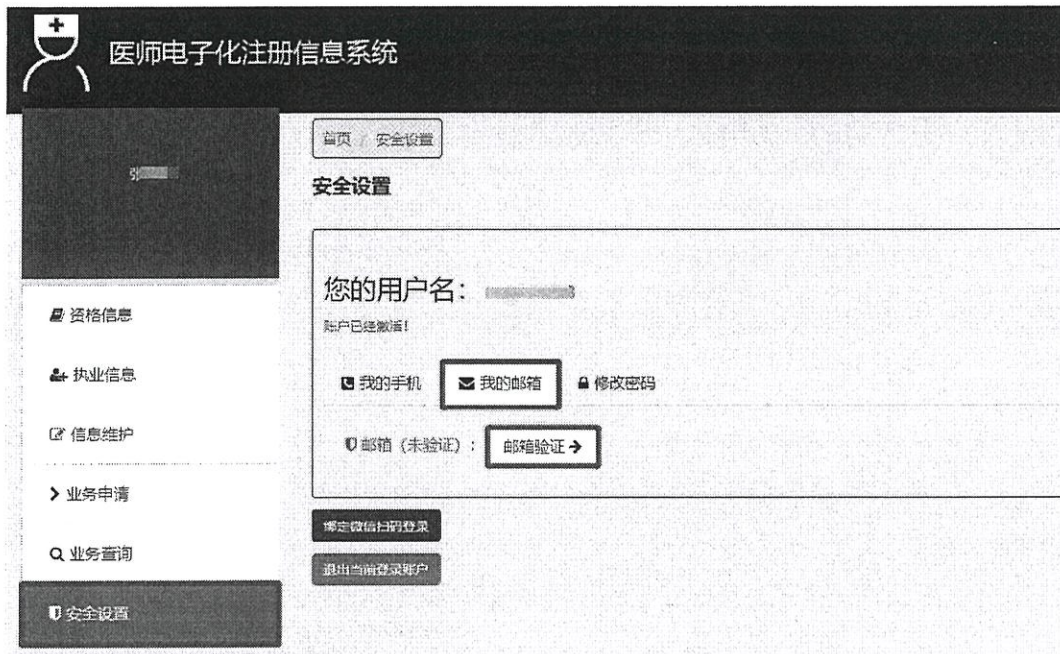 医师电子化注册信息系统
首页 / 安全设置
安全设置
您的用户名：
账户已经激活！
资格信息
执业信息
信息维护
业务申请
业务查询
安全设置
我的手机 我的邮箱 修改密码
邮箱（未验证）： 邮箱验证
绑定微信扫码登录
退出当前登录账户